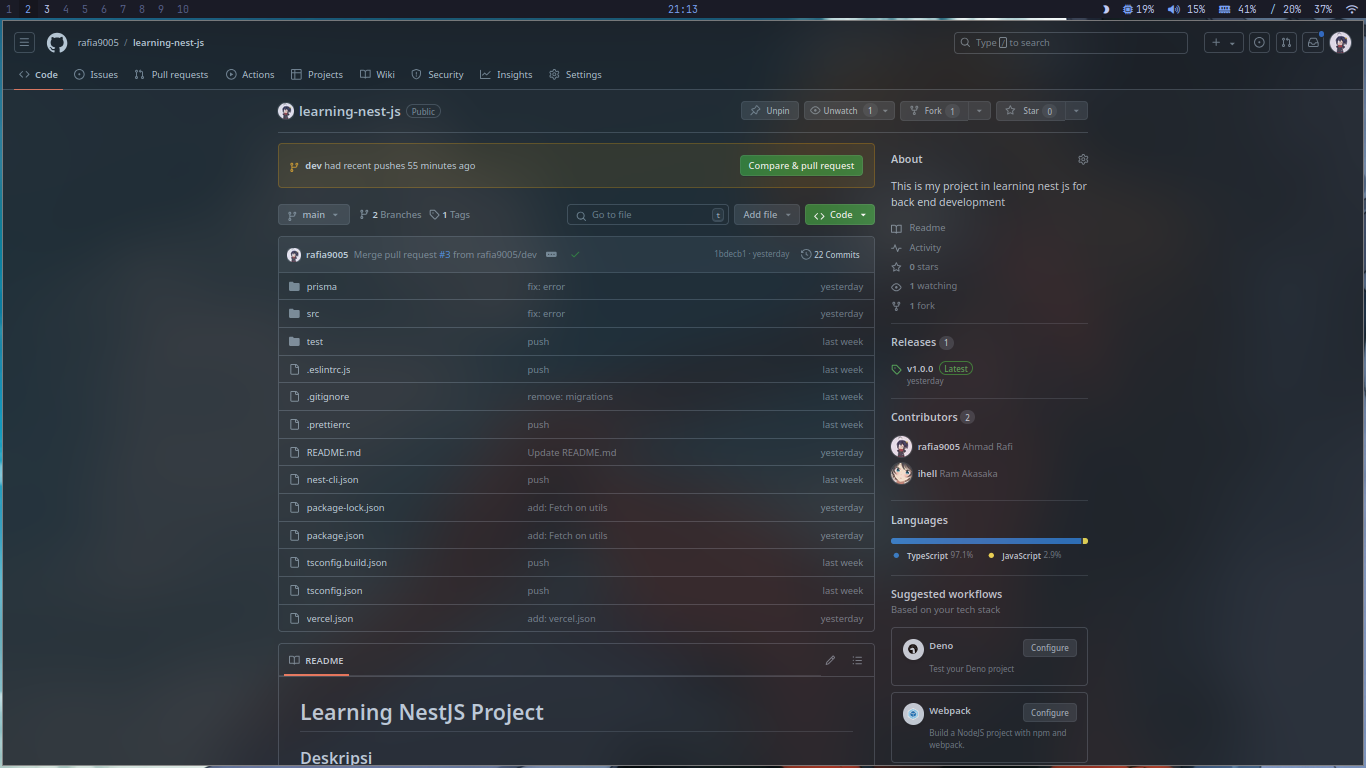 1 2 3 4 5 6 7 8 9 10 21:13 19% 15% 41% / 20% 37%
rafia9005 / learning-nest-js Type / to search
Code Issues Pull requests Actions Projects Wiki Security Insights Settings
learning-nest-js Public Unpin Unwatch 1 Fork 1 Star 0
dev had recent pushes 55 minutes ago Compare & pull request
main 2 Branches 1 Tags Go to file t Add file Code
rafia9005 Merge pull request #3 from rafia9005/dev 1bdecb1 · yesterday 22 Commits
prisma fix: error yesterday
src fix: error yesterday
test push last week
.eslintrc.js push last week
.gitignore remove: migrations last week
.prettierrc push last week
README.md Update README.md yesterday
nest-cli.json push last week
package-lock.json add: Fetch on utils yesterday
package.json add: Fetch on utils yesterday
tsconfig.build.json push last week
tsconfig.json push last week
vercel.json add: vercel.json yesterday
README
Learning NestJS Project
Deskripsi
About
This is my project in learning nest js for
back end development
Readme
Activity
0 stars
1 watching
1 fork
Releases 1
v1.0.0 Latest
yesterday
Contributors 2
rafia9005 Ahmad Rafi
ihell Ram Akasaka
Languages
TypeScript 97.1% JavaScript 2.9%
Suggested workflows
Based on your tech stack
Deno Configure
Test your Deno project
Webpack Configure
Build a NodeJS project with npm and
webpack.